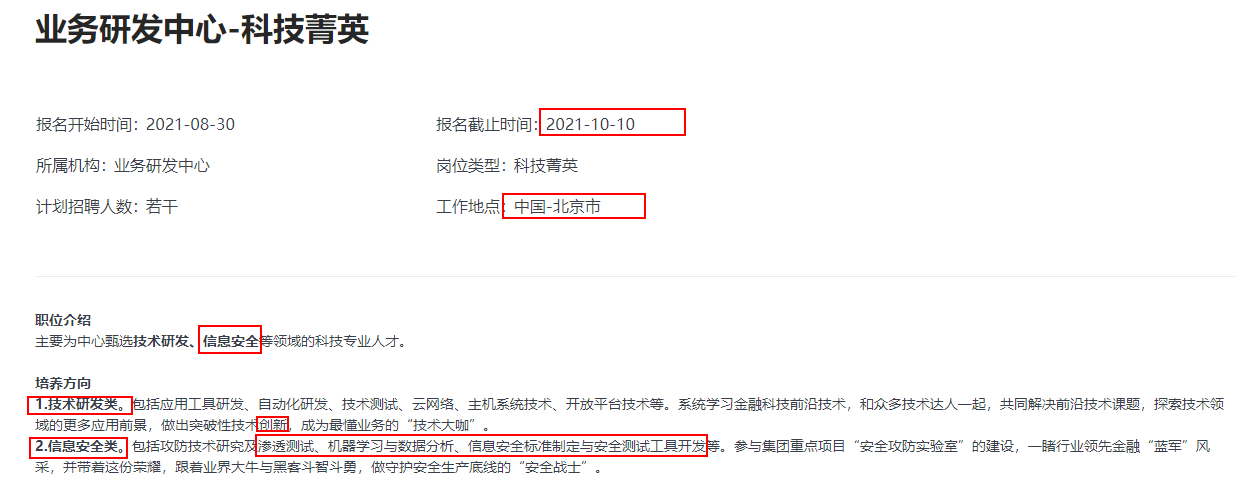 业务研发中心-科技菁英
报名开始时间：2021-08-30
报名截止时间：2021-10-10
所属机构：业务研发中心
岗位类型：科技菁英
计划招聘人数：若干
工作地点：中国-北京市
职位介绍
主要为中心甄选技术研发、信息安全等领域的科技专业人才。
培养方向
1.技术研发类。包括应用工具研发、自动化研发、技术测试、云网络、主机系统技术、开放平台技术等。系统学习金融科技前沿技术，和众多技术达人一起，共同解决前沿技术课题，探索技术领
域的更多应用前景，做出突破性技术创新，成为最懂业务的“技术大咖”。
2.信息安全类。包括攻防技术研究及渗透测试、机器学习与数据分析、信息安全标准制定与安全测试工具开发等。参与集团重点项目“安全攻防实验室”的建设，一睹行业领先金融“蓝军”风
采，并带着这份荣耀，跟着业界大牛与黑客斗智斗勇，做守护安全生产底线的“安全战士”。